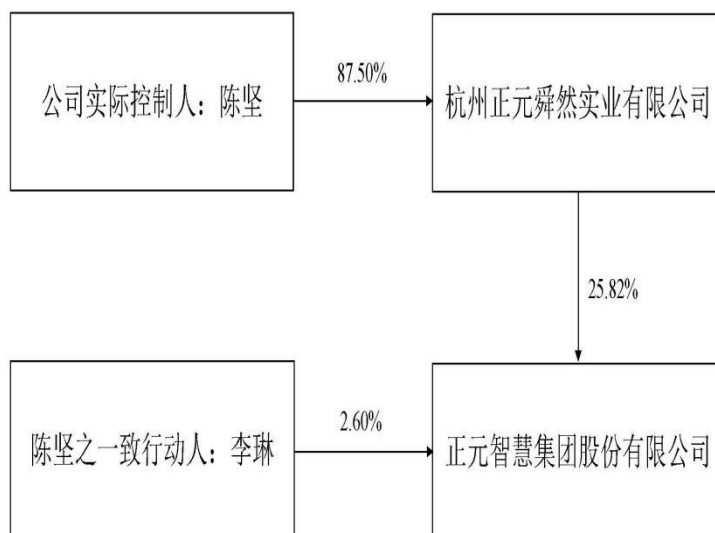 公司实际控制人：陈坚
87.50%
杭州正元舜然实业有限公司
25.82%
陈坚之一致行动人：李琳
2.60%
正元智慧集团股份有限公司